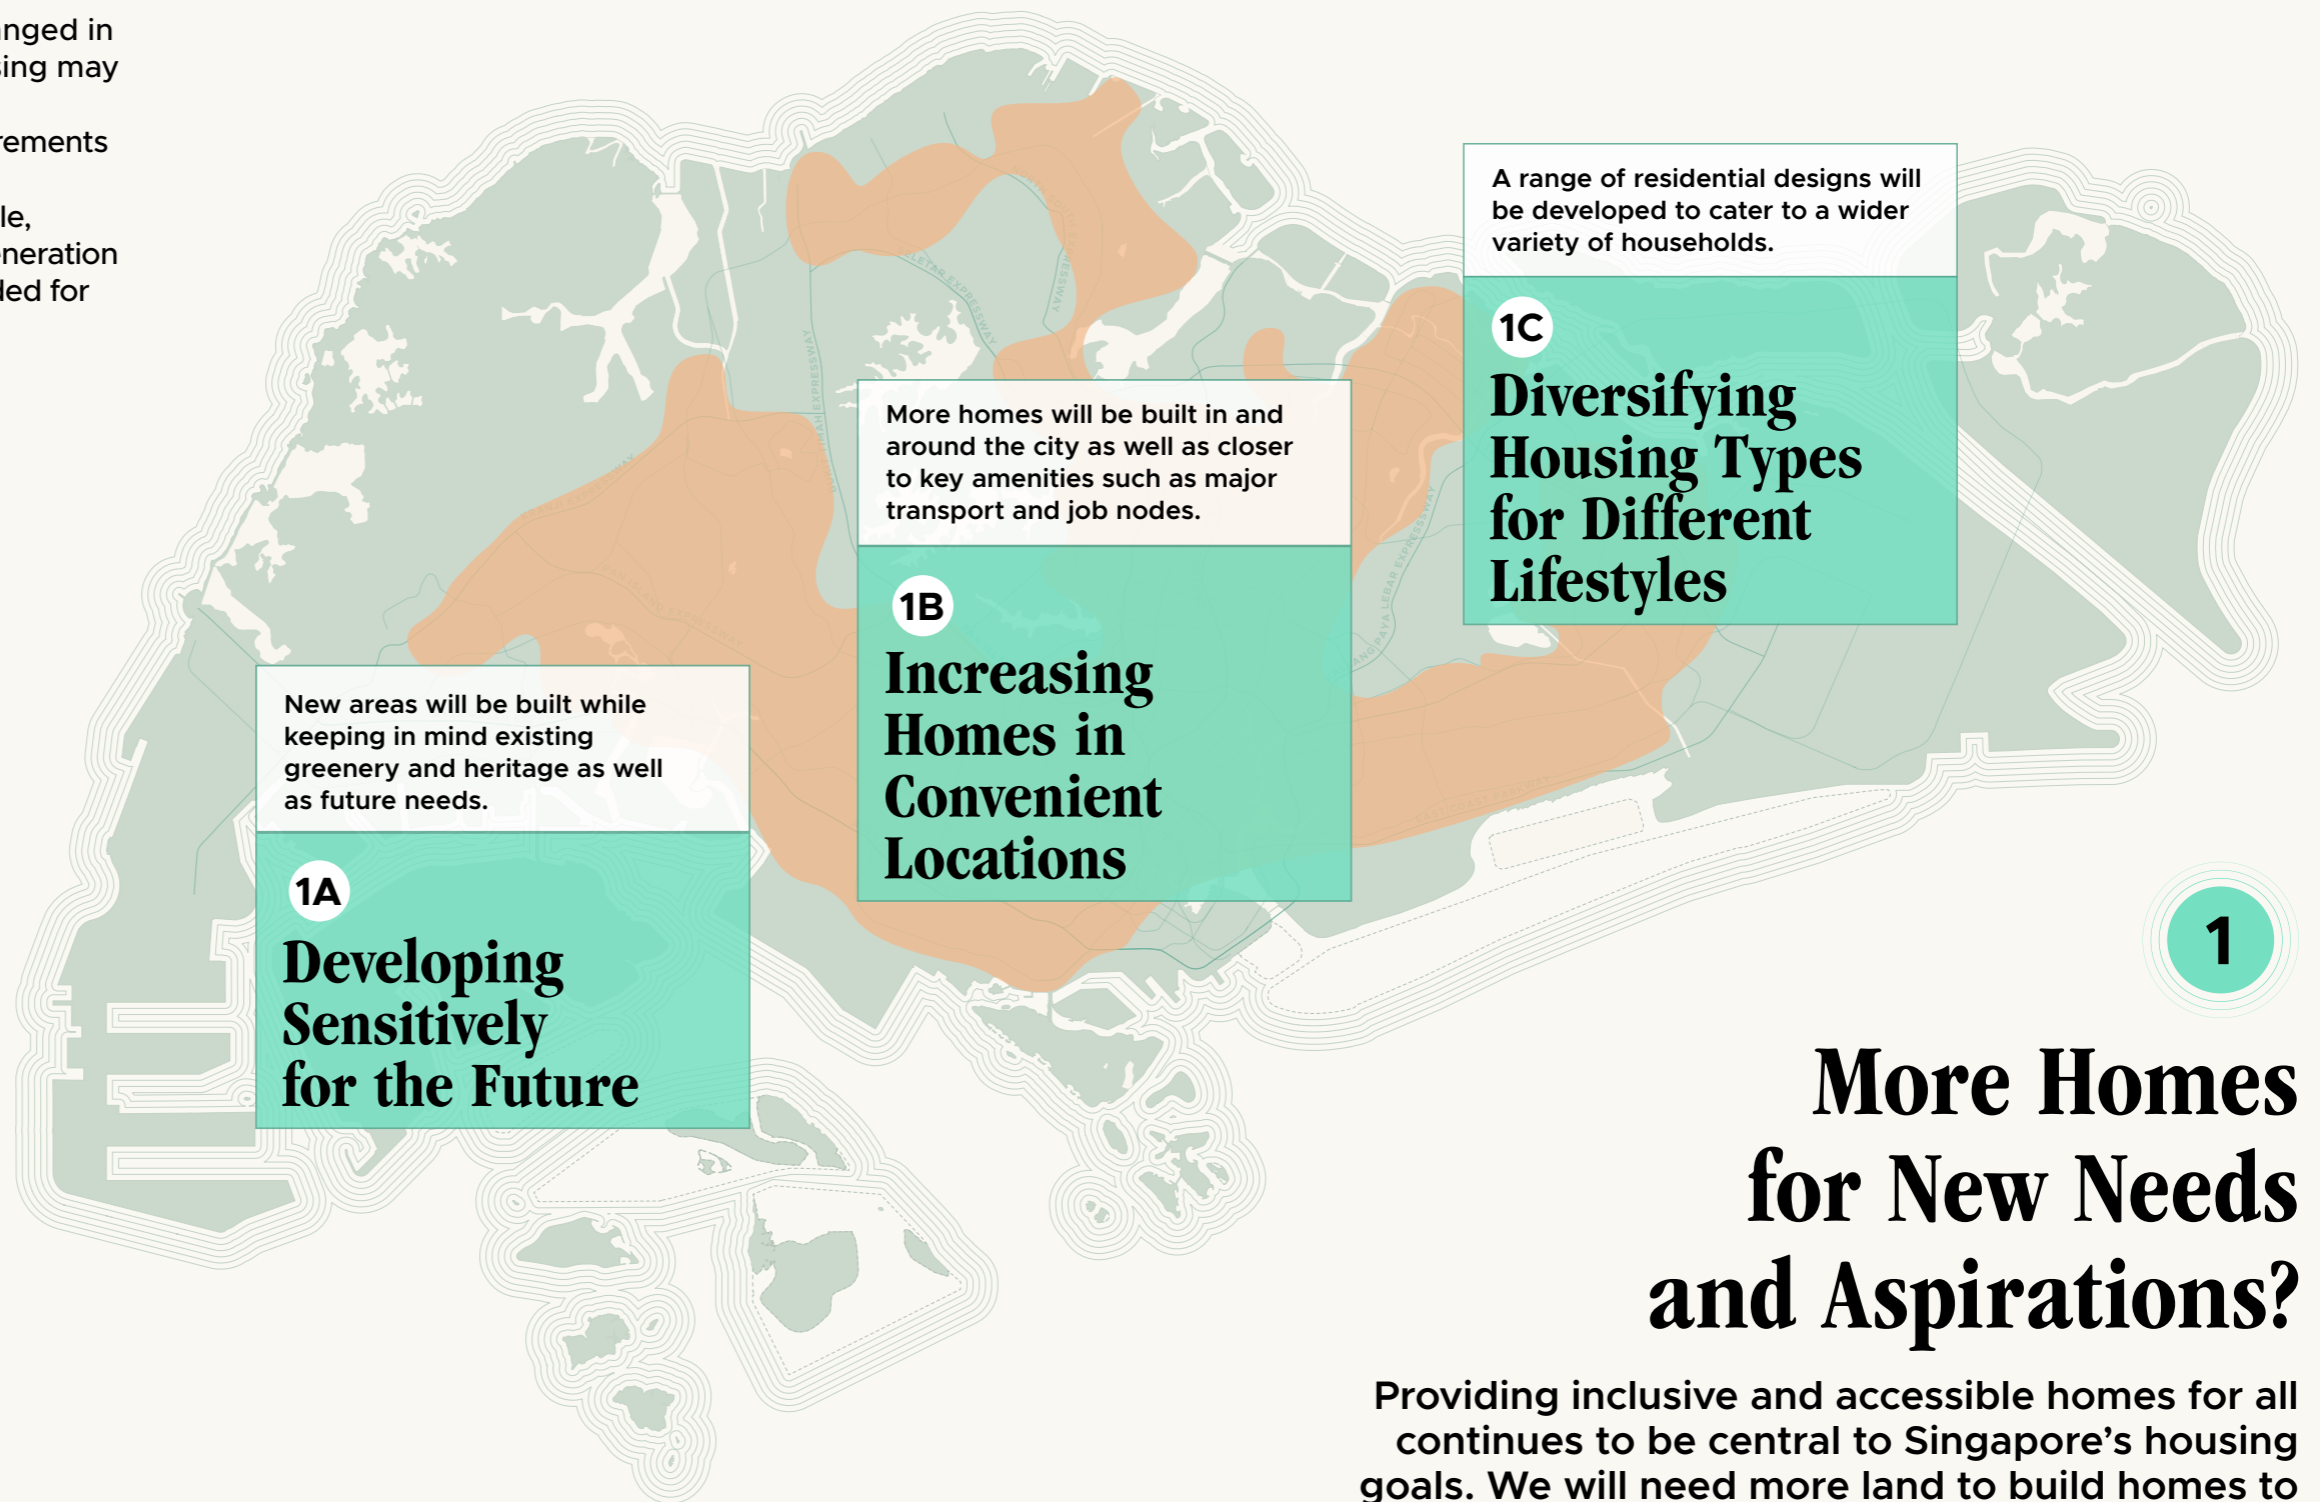 anged in
sing may
rements
le,
eneration
ded for
A range of residential designs will
be developed to cater to a wider
variety of households.
1C
Diversifying
Housing Types
for Different
Lifestyles
More homes will be built in and
around the city as well as closer
to key amenities such as major
transport and job nodes.
1B
Increasing
Homes in
Convenient
Locations
New areas will be built while
keeping in mind existing
greenery and heritage as well
as future needs.
1A
Developing
Sensitively
for the Future
1
More Homes
for New Needs
and Aspirations?
Providing inclusive and accessible homes for all
continues to be central to Singapore’s housing
goals. We will need more land to build homes to